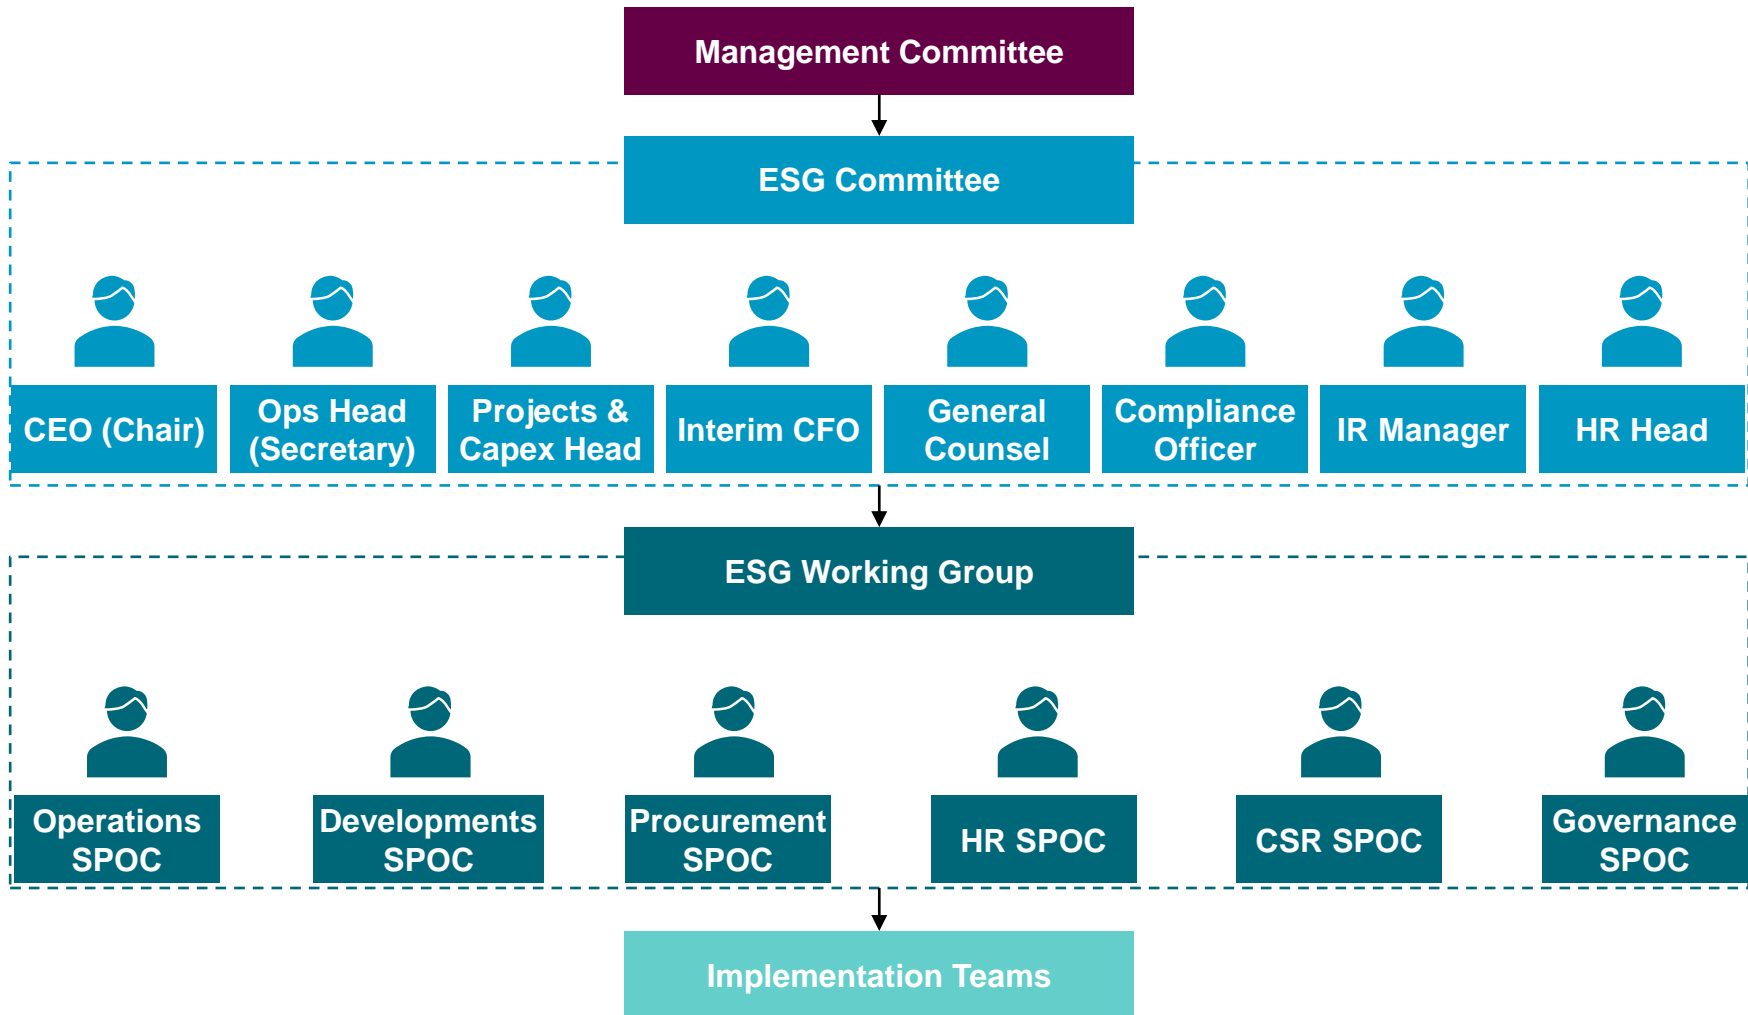 Management Committee
ESG Committee
CEO (Chair)
Ops Head
(Secretary)
Projects &
Capex Head
Interim CFO
General
Counsel
Compliance
Officer
IR Manager
HR Head
ESG Working Group
Operations
SPOC
Developments
SPOC
Procurement
SPOC
HR SPOC
CSR SPOC
Governance
SPOC
Implementation Teams